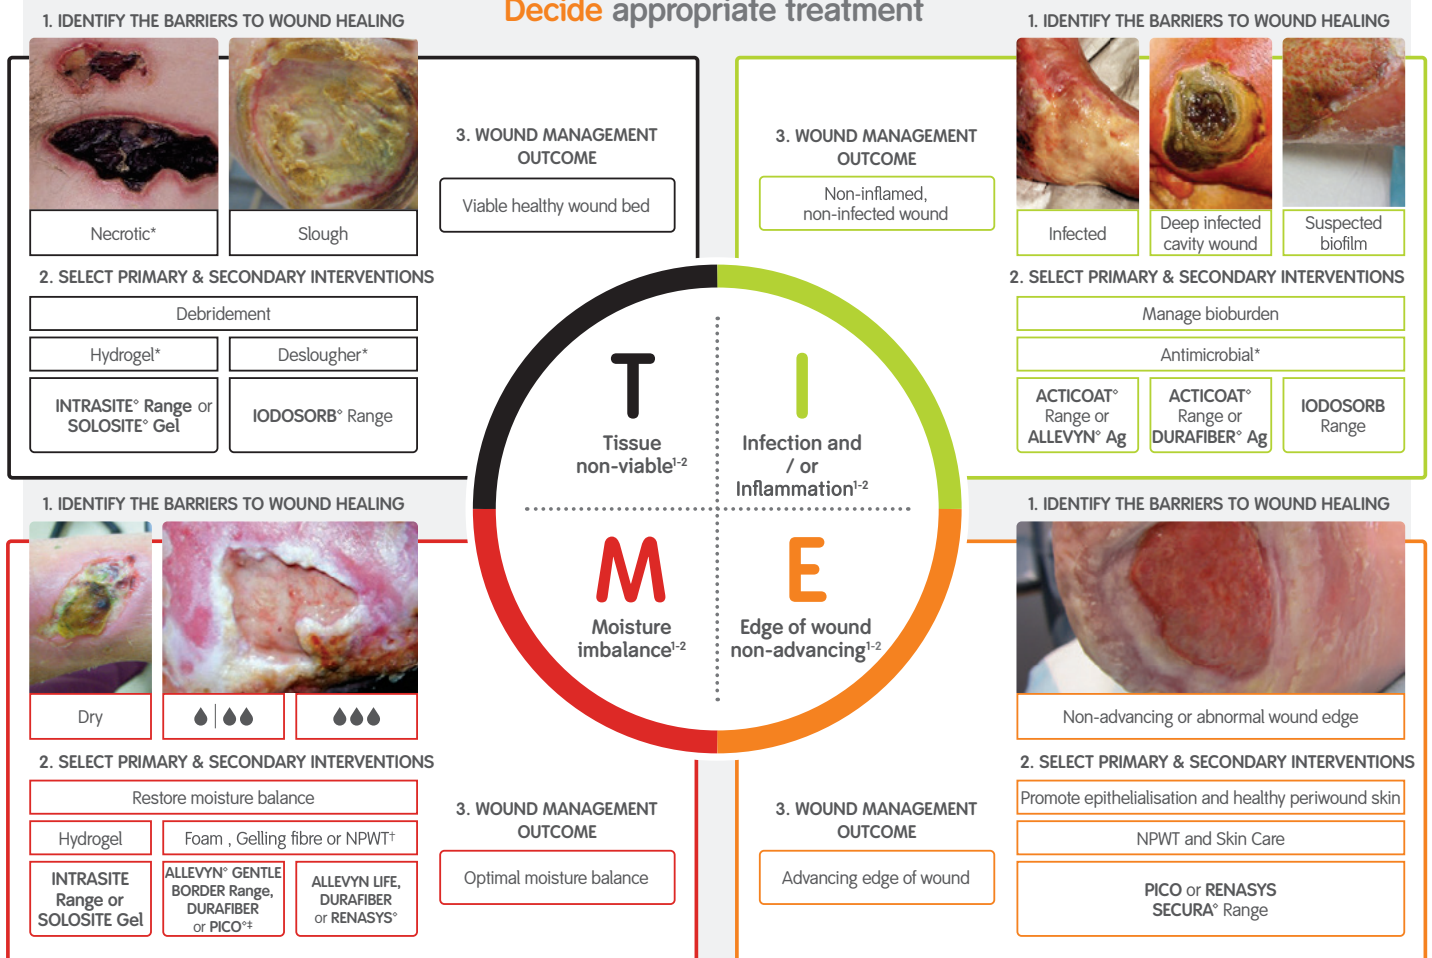 Decide appropriate treatment
1. IDENTIFY THE BARRIERS TO WOUND HEALING
Necrotic*
Slough
2. SELECT PRIMARY & SECONDARY INTERVENTIONS
Debridement
Hydrogel*
Deslougher*
INTRASITE° Range or
SOLOSITE° Gel
IODOSORB° Range
3. WOUND MANAGEMENT
OUTCOME
Viable healthy wound bed
3. WOUND MANAGEMENT
OUTCOME
Non-inflamed,
non-infected wound
1. IDENTIFY THE BARRIERS TO WOUND HEALING
Infected
Deep infected
cavity wound
Suspected
biofilm
2. SELECT PRIMARY & SECONDARY INTERVENTIONS
Manage bioburden
Antimicrobial*
ACTICOAT°
Range or
ALLEVYN° Ag
ACTICOAT°
Range or
DURAFIBER° Ag
IODOSORB
Range
T
Tissue
non-viable1-2
I
Infection and
/ or
Inflammation1-2
M
Moisture
imbalance1-2
E
Edge of wound
non-advancing1-2
1. IDENTIFY THE BARRIERS TO WOUND HEALING
Dry
2. SELECT PRIMARY & SECONDARY INTERVENTIONS
Restore moisture balance
Hydrogel
Foam , Gelling fibre or NPWT†
INTRASITE
Range or
SOLOSITE Gel
ALLEVYN° GENTLE
BORDER Range,
DURAFIBER
or PICO°‡
ALLEVYN LIFE,
DURAFIBER
or RENASYS°
3. WOUND MANAGEMENT
OUTCOME
Optimal moisture balance
3. WOUND MANAGEMENT
OUTCOME
Advancing edge of wound
1. IDENTIFY THE BARRIERS TO WOUND HEALING
Non-advancing or abnormal wound edge
2. SELECT PRIMARY & SECONDARY INTERVENTIONS
Promote epithelialisation and healthy periwound skin
NPWT and Skin Care
PICO or RENASYS
SECURA° Range